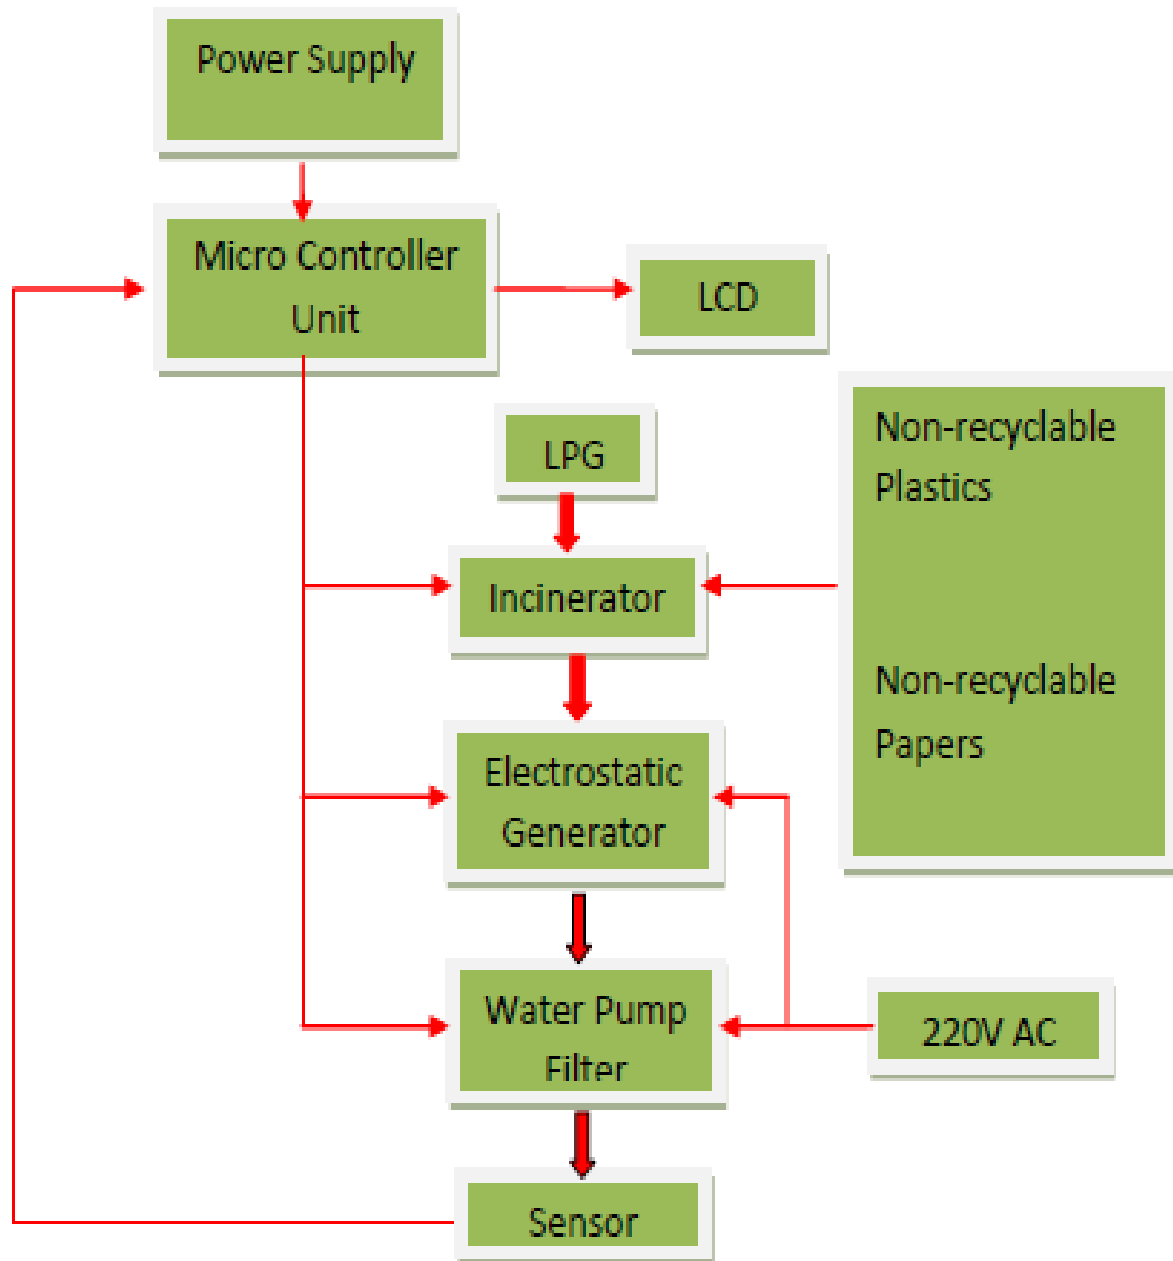 Power Supply
Micro Controller
Unit
LCD
LPG
Non-recyclable
Plastics
Incinerator
Non-recyclable
Papers
Electrostatic
Generator
Water Pump
Filter
220V AC
Sensor